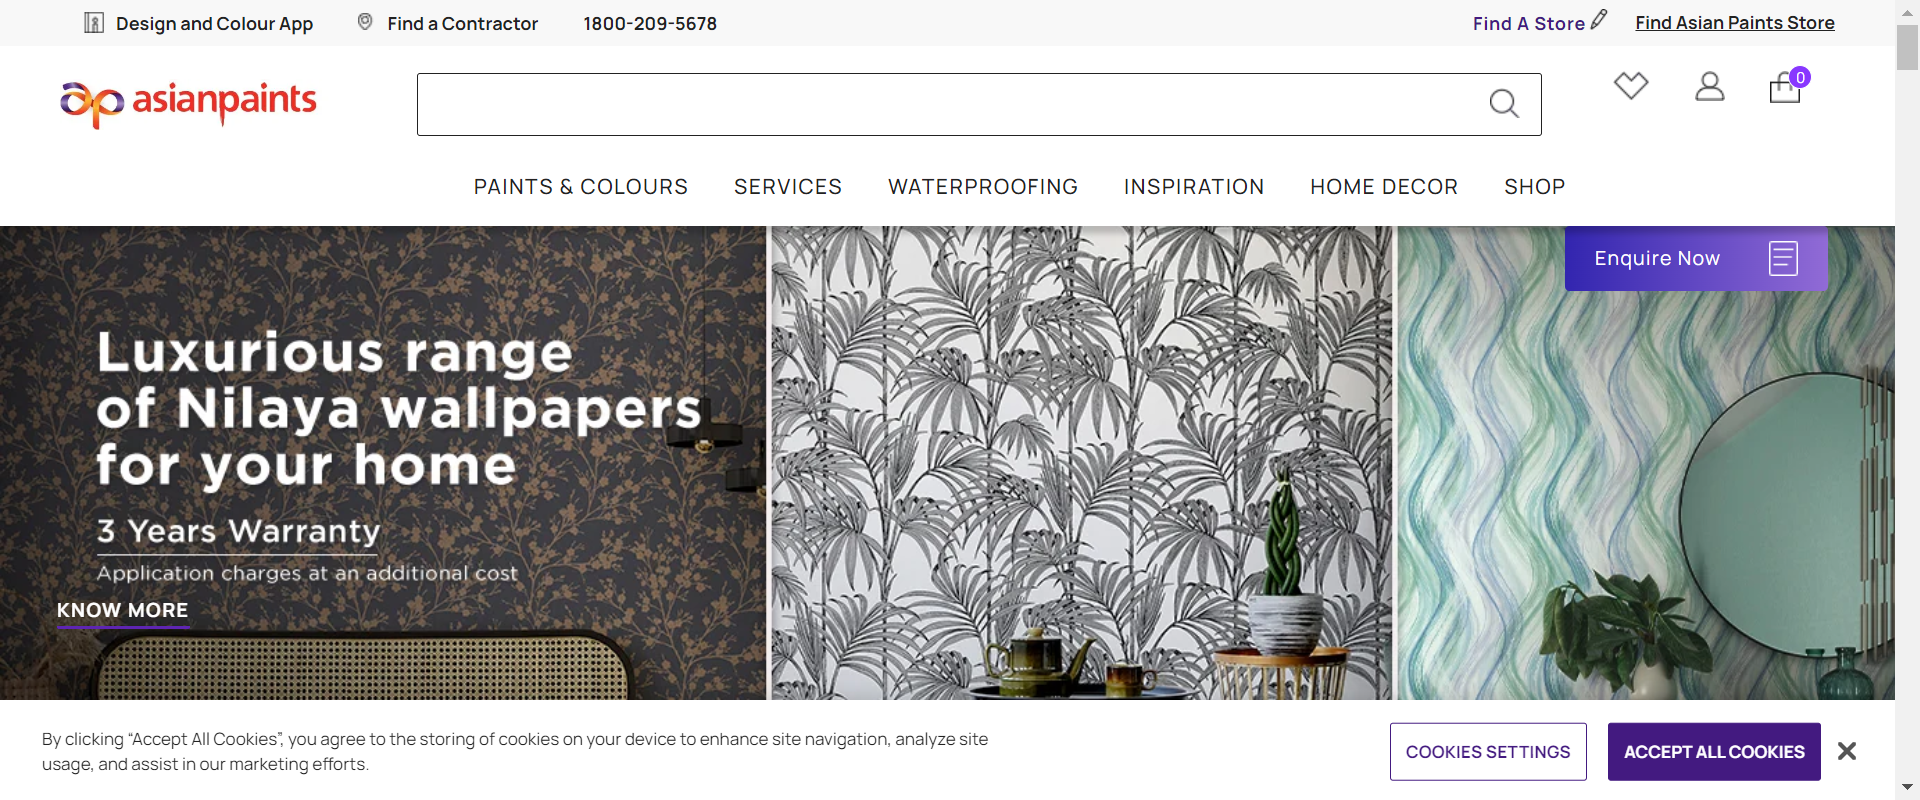 Design and Colour App
Find a Contractor
1800-209-5678
Find A Store
Find Asian Paints Store
asianpaints
0
PAINTS & COLOURS
SERVICES
WATERPROOFING
INSPIRATION
HOME DECOR
SHOP
Enquire Now
Luxurious range
of Nilaya wallpapers
for your home
3 Years Warranty
Application charges at an additional cost
KNOW MORE
By clicking “Accept All Cookies”, you agree to the storing of cookies on your device to enhance site navigation, analyze site
usage, and assist in our marketing efforts.
COOKIES SETTINGS
ACCEPT ALL COOKIES